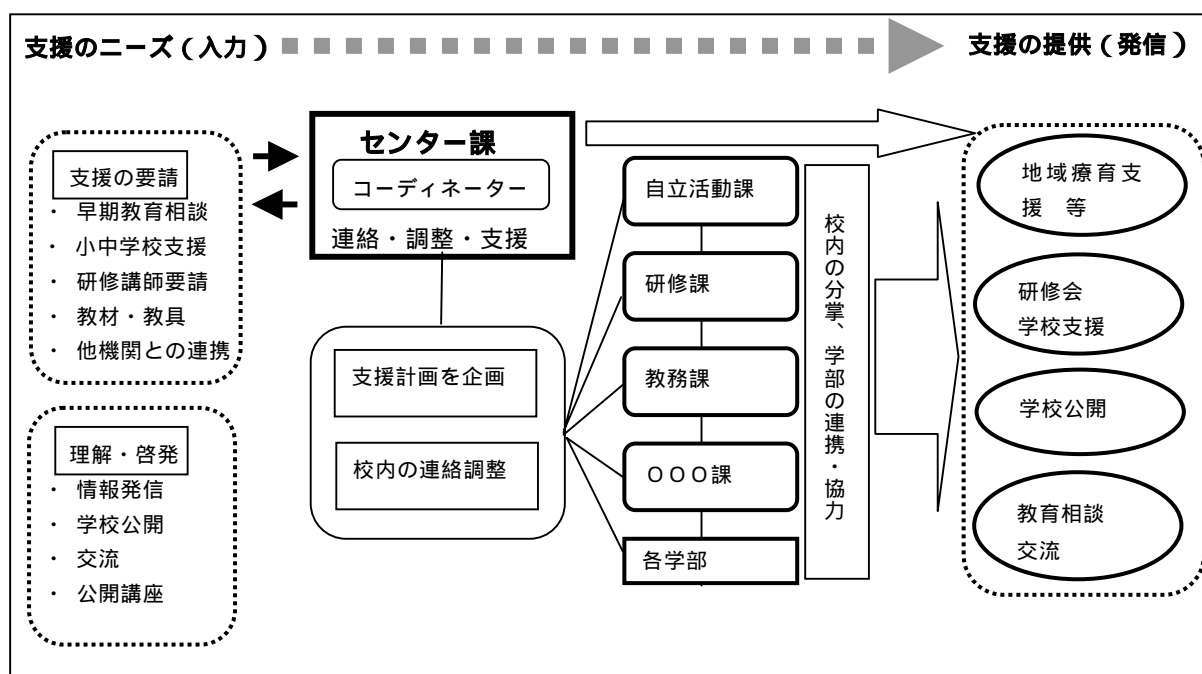 支援のニーズ（入力）
支援の提供（発信）
支援の要請
・ 早期教育相談
・ 小中学校支援
・ 研修講師要請
・ 教材・教具
・ 他機関との連携
理解・啓発
・ 情報発信
・ 学校公開
・ 交流
・ 公開講座
センター課
コーディネーター
連絡・調整・支援
支援計画を企画
校内の連絡調整
自立活動課
研修課
教務課
○○○課
各学部
校内の分掌、学部の連携・協力
地域療育支
援 等
研修会
学校支援
学校公開
教育相談
交流